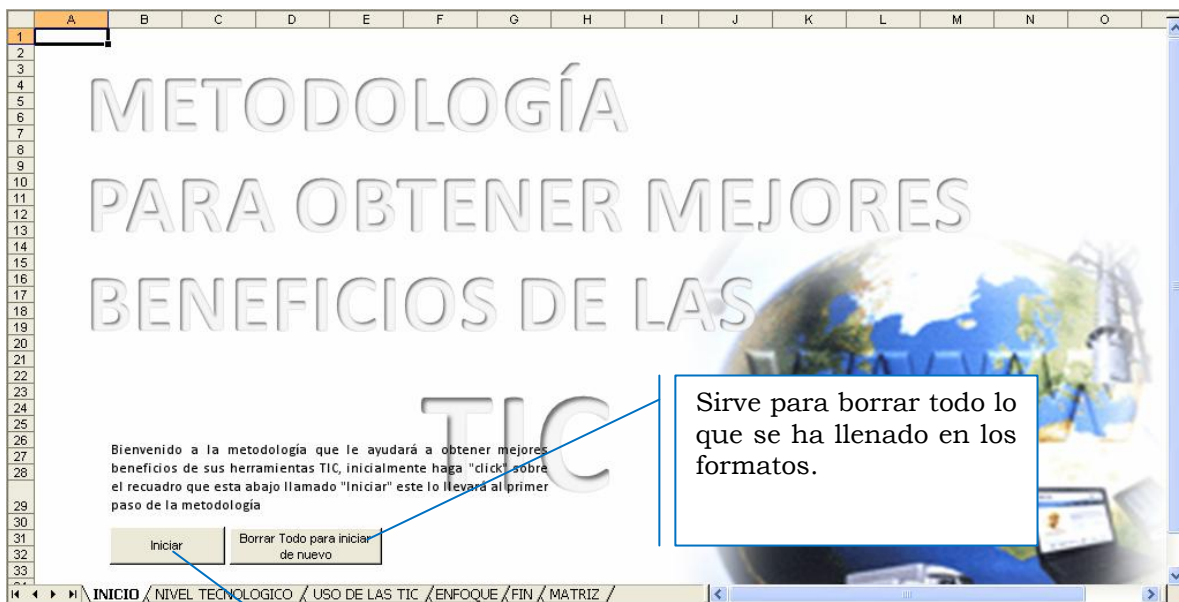 A B C D E F G H I J K L M N O
1
2
3
4
5
6
7
8
9
10
11
12
13
14
15
16
17
18
19
20
21
22
23
24
25
26
27
28
29
30
31
32
33
METODOLOGÍA
PARA OBTENER MEJORES
BENEFICIOS DE LAS
TIC
WWW
Bienvenido a la metodología que le ayudará a obtener mejores
beneficios de sus herramientas TIC, inicialmente haga "click" sobre
el recuadro que esta abajo llamado "Iniciar" este lo llevará al primer
paso de la metodología
Iniciar
Borrar Todo para iniciar
de nuevo
Sirve para borrar todo lo
que se ha llenado en los
formatos.
INICIO / NIVEL TECNOLOGICO / USO DE LAS TIC / ENFOQUE / FIN / MATRIZ /